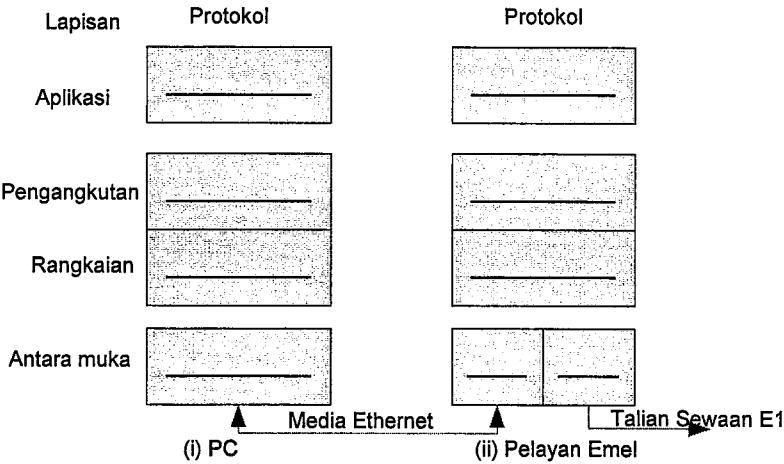 Lapisan
Protokol
Protokol
Aplikasi
Pengangkutan
Rangkaian
Antara muka
Media Ethernet
Talian Sewaan E1
(i) PC
(ii) Pelayan Emel